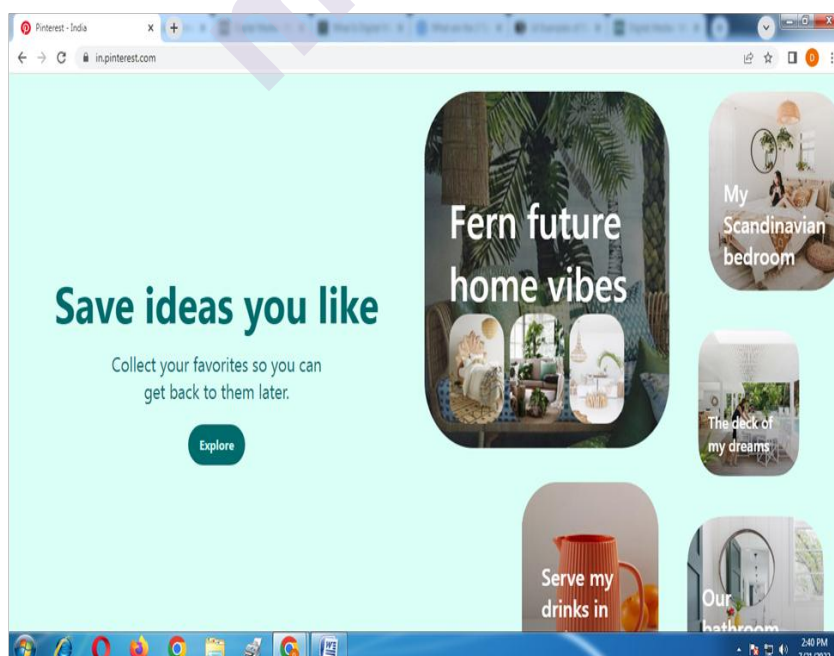 Pinterest - India
in.pinterest.com
Save ideas you like
Collect your favorites so you can
get back to them later.
Explore
Fern future
home vibes
My
Scandinavian
bedroom
The deck of
my dreams
Serve my
drinks in
Our
bathroom
2:40 PM